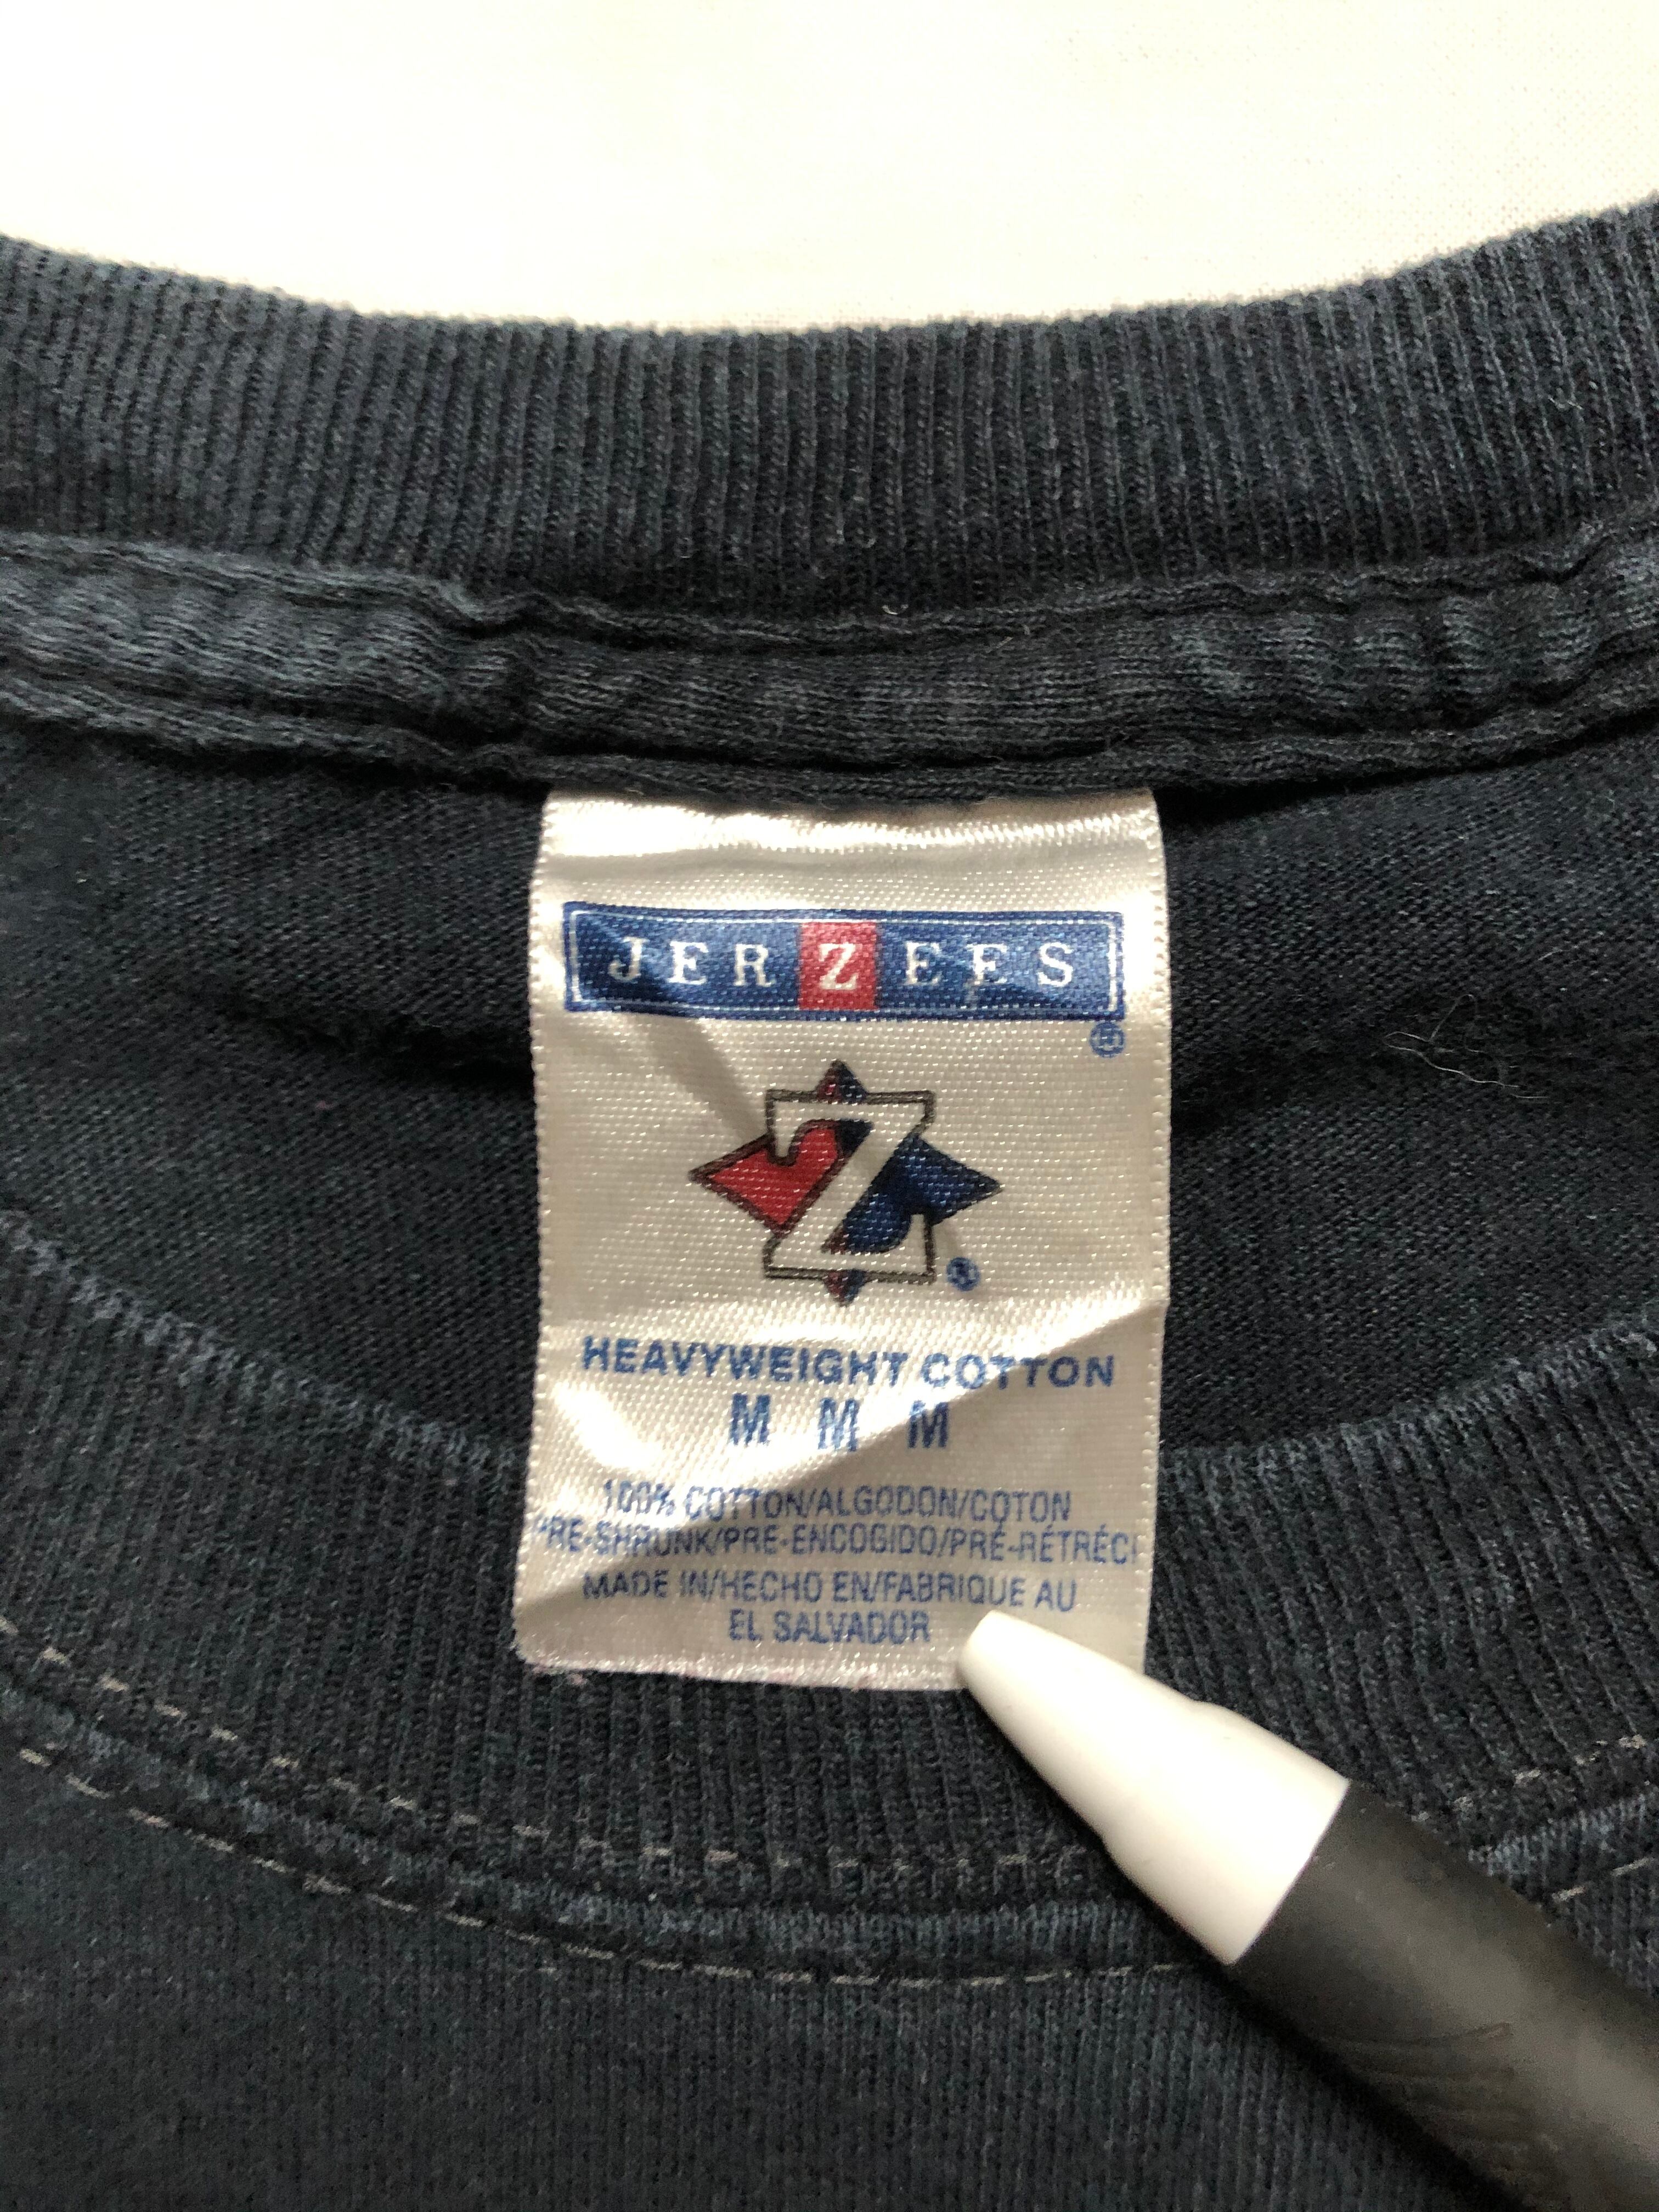 JERZEES
®
Z
®
HEAVYWEIGHT COTTON
M M M
100% COTTON/ALGODON/COTON
PRE-SHRUNK/PRE-ENCOGIDO/PRÉ-RÉTRÉCI
MADE IN/HECHO EN/FABRIQUE AU
EL SALVADOR